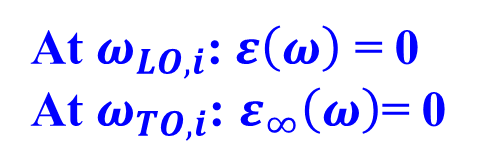 At ω_{LO,i}: ε(ω) = 0
At ω_{TO,i}: ε_∞(ω)= 0